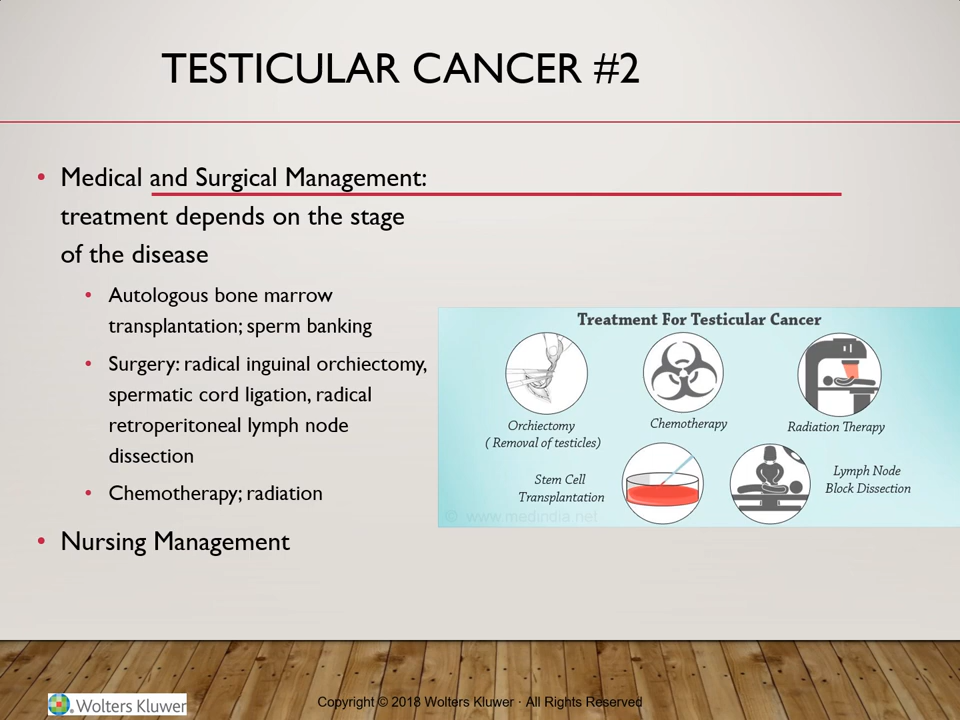 TESTICULAR CANCER #2
• Medical and Surgical Management:
treatment depends on the stage
of the disease
• Autologous bone marrow
transplantation; sperm banking
• Surgery: radical inguinal orchiectomy,
spermatic cord ligation, radical
retroperitoneal lymph node
dissection
• Chemotherapy; radiation
• Nursing Management
Treatment For Testicular Cancer
Orchiectomy
( Removal of testicles)
Chemotherapy
Radiation Therapy
Stem Cell
Transplantation
Lymph Node
Block Dissection
© www.medindia.net
Wolters Kluwer
Copyright © 2018 Wolters Kluwer · All Rights Reserved